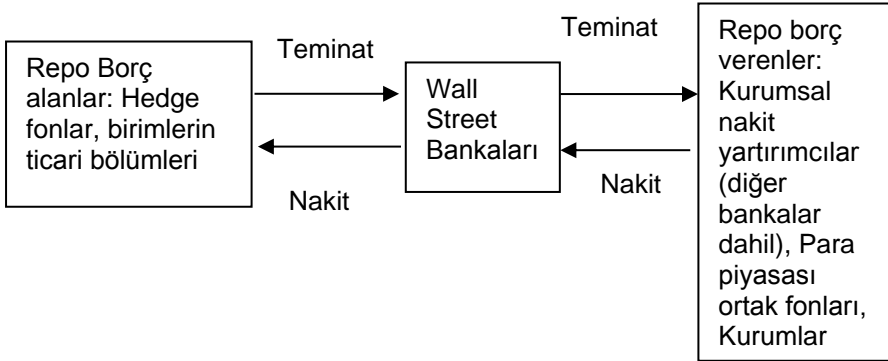 Repo Borç
alanlar: Hedge
fonlar, birimlerin
ticari bölümleri
Teminat
Nakit
Wall
Street
Bankaları
Teminat
Nakit
Repo borç
verenler:
Kurumsal
nakit
yartırımcılar
(diğer
bankalar
dahil), Para
piyasası
ortak fonları,
Kurumlar